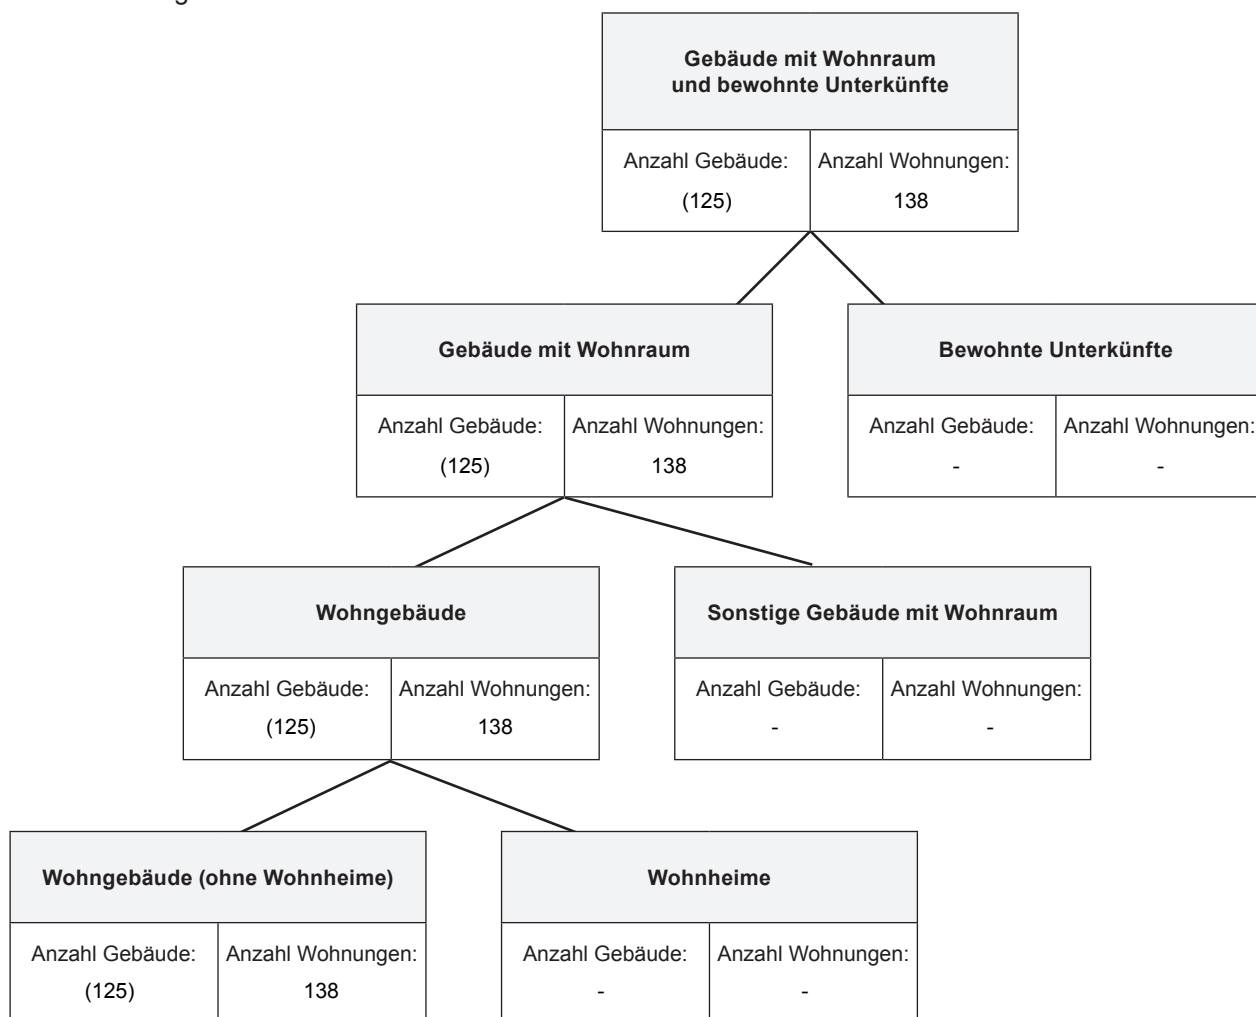 Gebäude mit Wohnraum
und bewohnte Unterkünfte
Anzahl Gebäude: Anzahl Wohnungen:
(125) 138
Gebäude mit Wohnraum Bewohnte Unterkünfte
Anzahl Gebäude: Anzahl Wohnungen: Anzahl Gebäude: Anzahl Wohnungen:
(125) 138 - -
Wohngebäude Sonstige Gebäude mit Wohnraum
Anzahl Gebäude: Anzahl Wohnungen: Anzahl Gebäude: Anzahl Wohnungen:
(125) 138 - -
Wohngebäude (ohne Wohnheime) Wohnheime
Anzahl Gebäude: Anzahl Wohnungen: Anzahl Gebäude: Anzahl Wohnungen:
(125) 138 - -